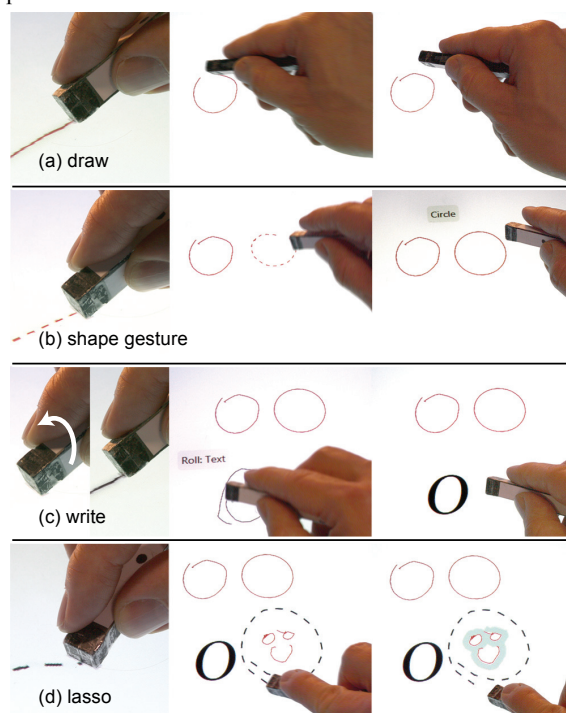 (a) draw
Circle
(b) shape gesture
Roll: Text
(c) write
O
O
O
(d) lasso